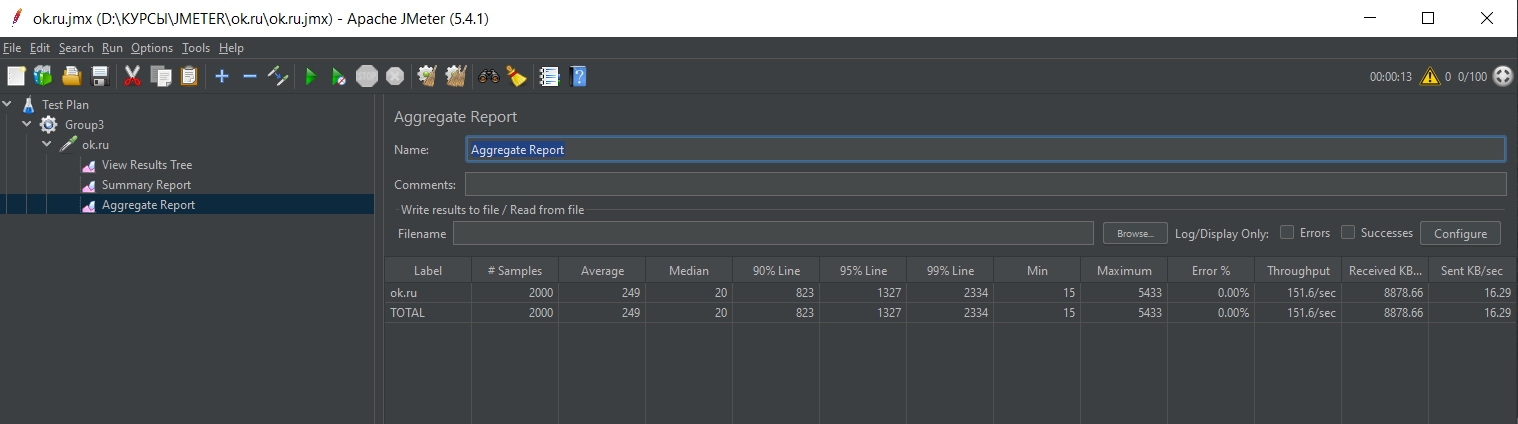 ok.ru.jmx (D:\КУРСЫ\JMETER\ok.ru\ok.ru.jmx) - Apache JMeter (5.4.1)
File Edit Search Run Options Tools Help
STOP 00:00:13 0 0/100
Test Plan
Group3
ok.ru
View Results Tree
Summary Report
Aggregate Report
Aggregate Report
Name: Aggregate Report
Comments:
Write results to file / Read from file
Filename Browse... Log/Display Only: Errors Successes Configure
Label # Samples Average Median 90% Line 95% Line 99% Line Min Maximum Error % Throughput Received KB... Sent KB/sec
ok.ru 2000 249 20 823 1327 2334 15 5433 0.00% 151.6/sec 8878.66 16.29
TOTAL 2000 249 20 823 1327 2334 15 5433 0.00% 151.6/sec 8878.66 16.29